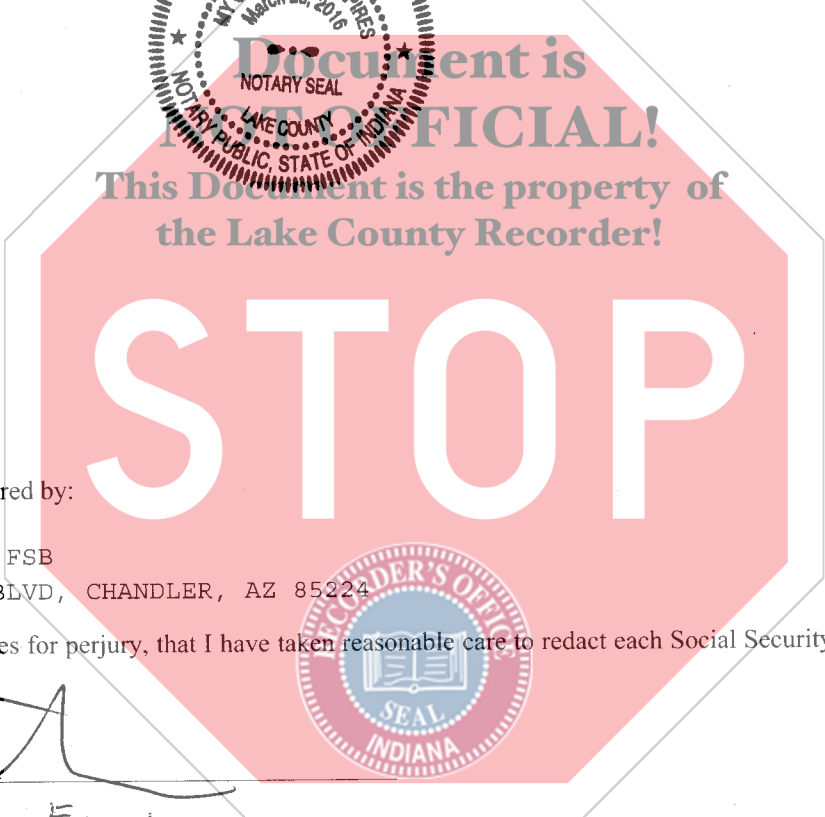 MY
EXPIRES
March 2016
NOTARY SEAL
LAKE COUNTY
NOTARY PUBLIC, STATE OF INDIANA
Document is
NOT OFFICIAL!
This Document is the property of
the Lake County Recorder!
STOP
red by:
FSB
BLVD, CHANDLER, AZ 85224
es for perjury, that I have taken reasonable care to redact each Social Security
RECORDER'S OFFICE
SEAL
INDIANA